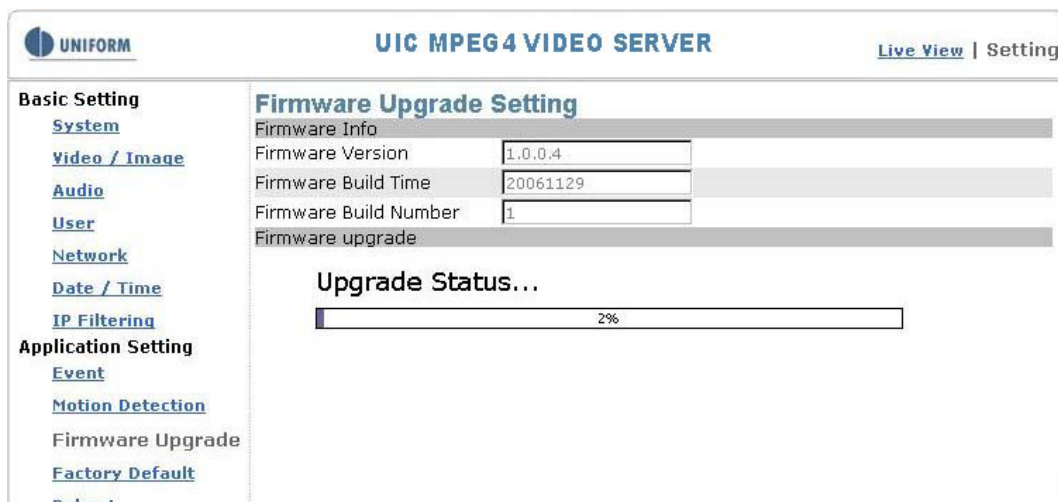 UNIFORM
UIC MPEG4 VIDEO SERVER
Live View | Setting
Basic Setting
System
Video / Image
Audio
User
Network
Date / Time
IP Filtering
Application Setting
Event
Motion Detection
Firmware Upgrade
Factory Default
Firmware Upgrade Setting
Firmware Info
Firmware Version 1.0.0.4
Firmware Build Time 20061129
Firmware Build Number 1
Firmware upgrade
Upgrade Status...
2%